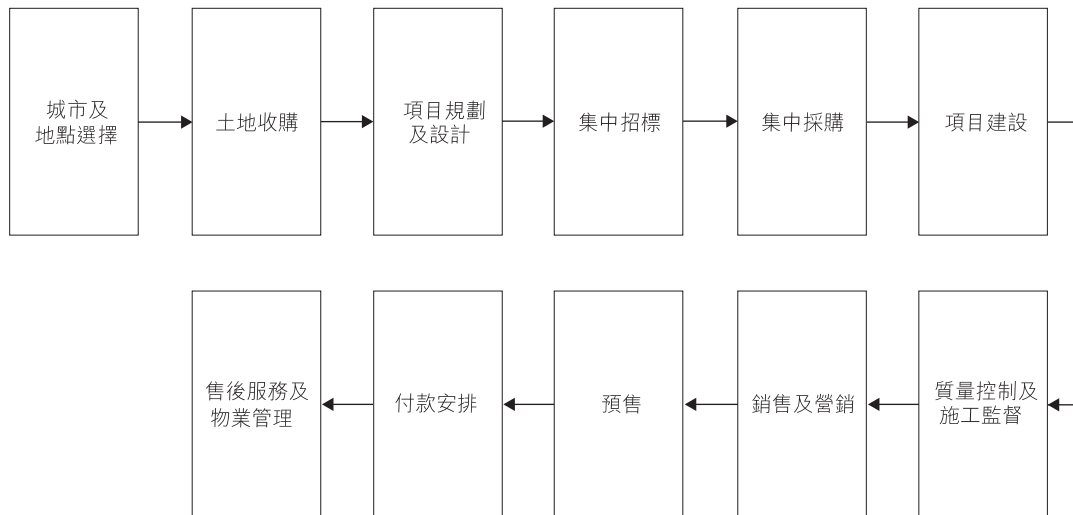 城市及
地點選擇
土地收購
項目規劃
及設計
集中招標
集中採購
項目建設
質量控制及
施工監督
銷售及營銷
預售
付款安排
售後服務及
物業管理